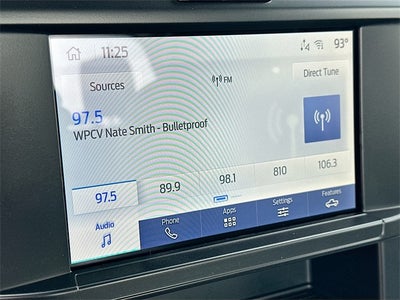 11:25
93°
Sources
FM
Direct Tune
97.5
WPCV Nate Smith - Bulletproof
97.5
89.9
98.1
810
106.3
Audio
Phone
Apps
Settings
Features